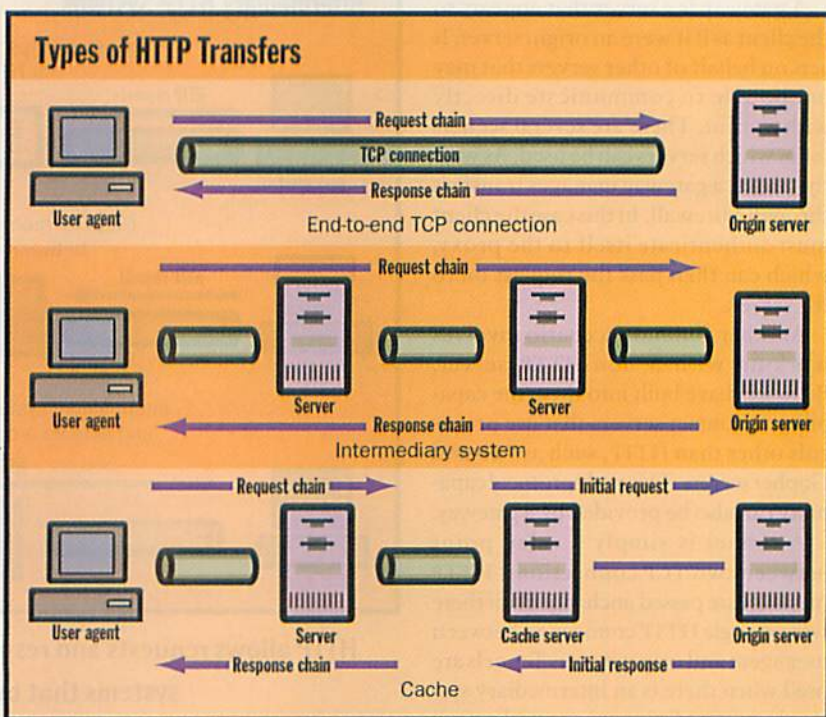 Types of HTTP Transfers
Request chain
TCP connection
Response chain
User agent
End-to-end TCP connection
Origin server
Request chain
User agent
Server
Server
Origin server
Response chain
Intermediary system
Request chain
Initial request
User agent
Server
Cache server
Origin server
Response chain
Initial response
Cache